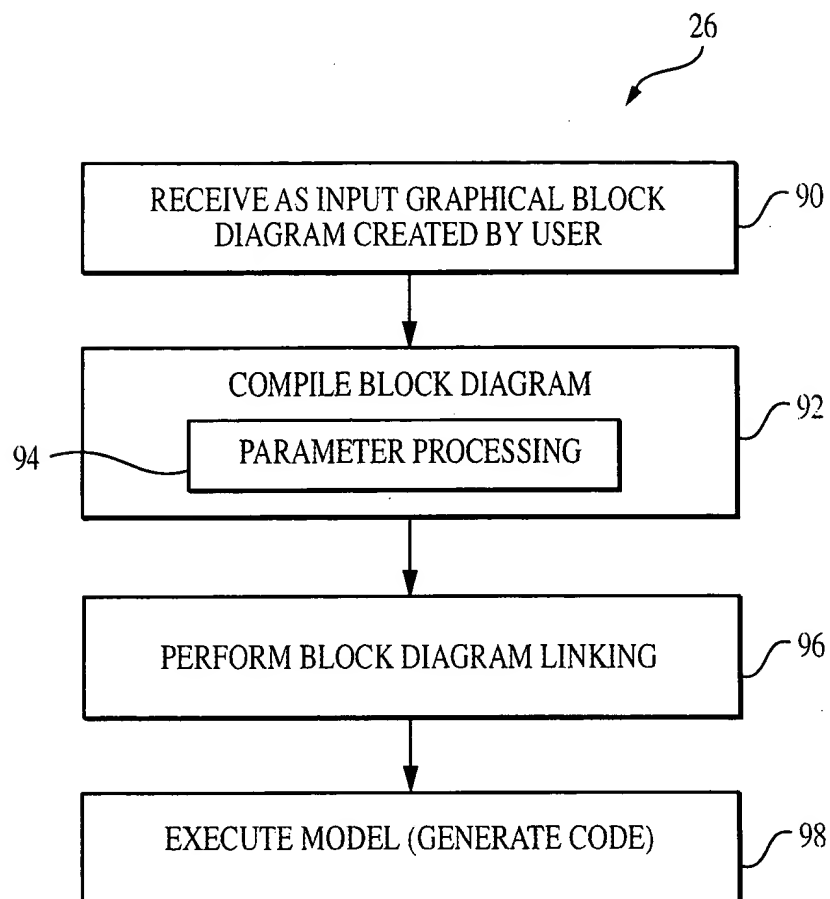 26
RECEIVE AS INPUT GRAPHICAL BLOCK
DIAGRAM CREATED BY USER
90
COMPILE BLOCK DIAGRAM
92
94
PARAMETER PROCESSING
PERFORM BLOCK DIAGRAM LINKING
96
EXECUTE MODEL (GENERATE CODE)
98